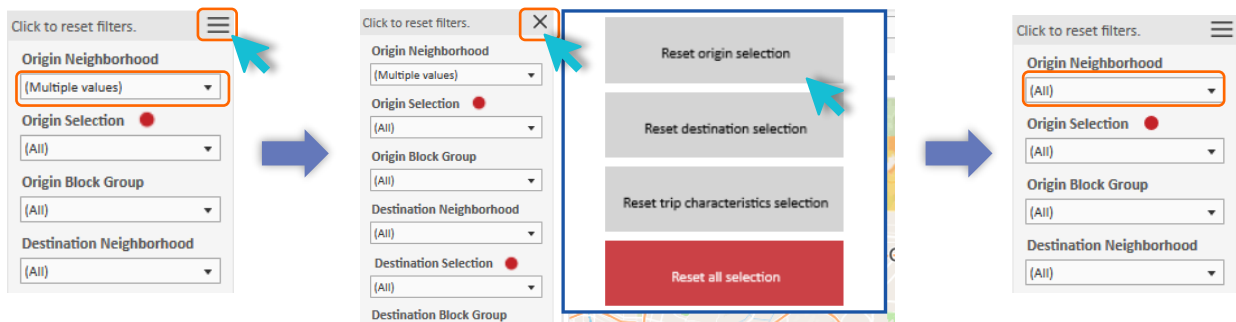 Click to reset filters.
Origin Neighborhood
(Multiple values)
Origin Selection
(All)
Origin Block Group
(All)
Destination Neighborhood
(All)
Click to reset filters.
Origin Neighborhood
(Multiple values)
Origin Selection
(All)
Origin Block Group
(All)
Destination Neighborhood
(All)
Destination Selection
(All)
Destination Block Group
Reset origin selection
Reset destination selection
Reset trip characteristics selection
Reset all selection
Click to reset filters.
Origin Neighborhood
(All)
Origin Selection
(All)
Origin Block Group
(All)
Destination Neighborhood
(All)